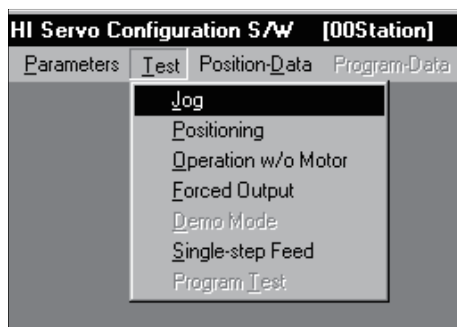 HI Servo Configuration S/W [00Station]
Parameters Test Position-Data Program-Data
Jog
Positioning
Operation w/o Motor
Forced Output
Demo Mode
Single-step Feed
Program Test